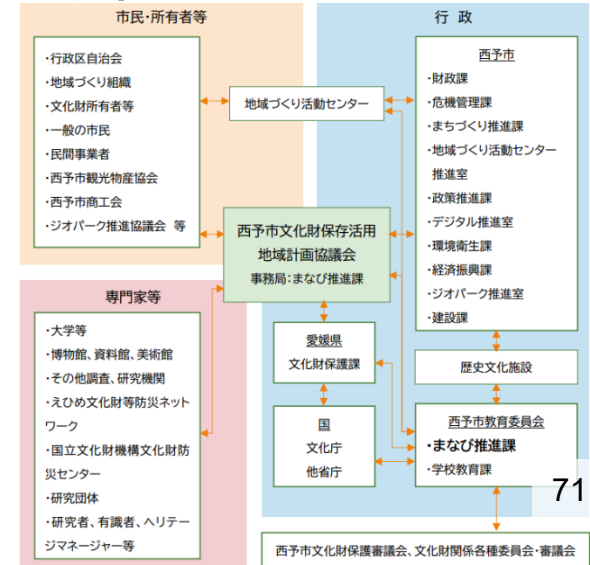 市民・所有者等
・行政区自治会
・地域づくり組織
・文化財所有者等
・一般の市民
・民間事業者
・西予市観光物産協会
・西予市商工会
・ジオパーク推進協議会 等
地域づくり活動センター
行 政
西予市
・財政課
・危機管理課
・まちづくり推進課
・地域づくり活動センター
推進室
・政策推進課
・デジタル推進室
・環境衛生課
・経済振興課
・ジオパーク推進室
・建設課
西予市文化財保存活用
地域計画協議会
事務局:まなび推進課
専門家等
・大学等
・博物館、資料館、美術館
・その他調査、研究機関
・えひめ文化財等防災ネット
ワーク
・国立文化財機構文化財防
災センター
・研究団体
・研究者、有識者、ヘリテー
ジマネージャー等
愛媛県
文化財保護課
国
文化庁
他省庁
歴史文化施設
西予市教育委員会
・まなび推進課
・学校教育課
71
西予市文化財保護審議会、文化財関係各種委員会・審議会